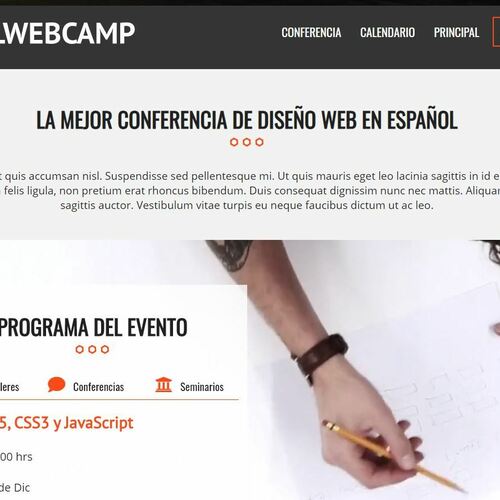 LWEBCAMP
CONFERENCIA CALENDARIO PRINCIPAL
LA MEJOR CONFERENCIA DE DISEÑO WEB EN ESPAÑOL
t quis accumsan nisl. Suspendisse sed pellentesque mi. Ut quis mauris eget leo lacinia sagittis in id e
felis ligula, non pretium erat rhoncus bibendum. Duis consequat dignissim nunc nec mattis. Aliquan
sagittis auctor. Vestibulum vitae turpis eu neque faucibus dictum ut ac leo.
PROGRAMA DEL EVENTO
leres Conferencias Seminarios
5, CSS3 y JavaScript
00 hrs
de Dic